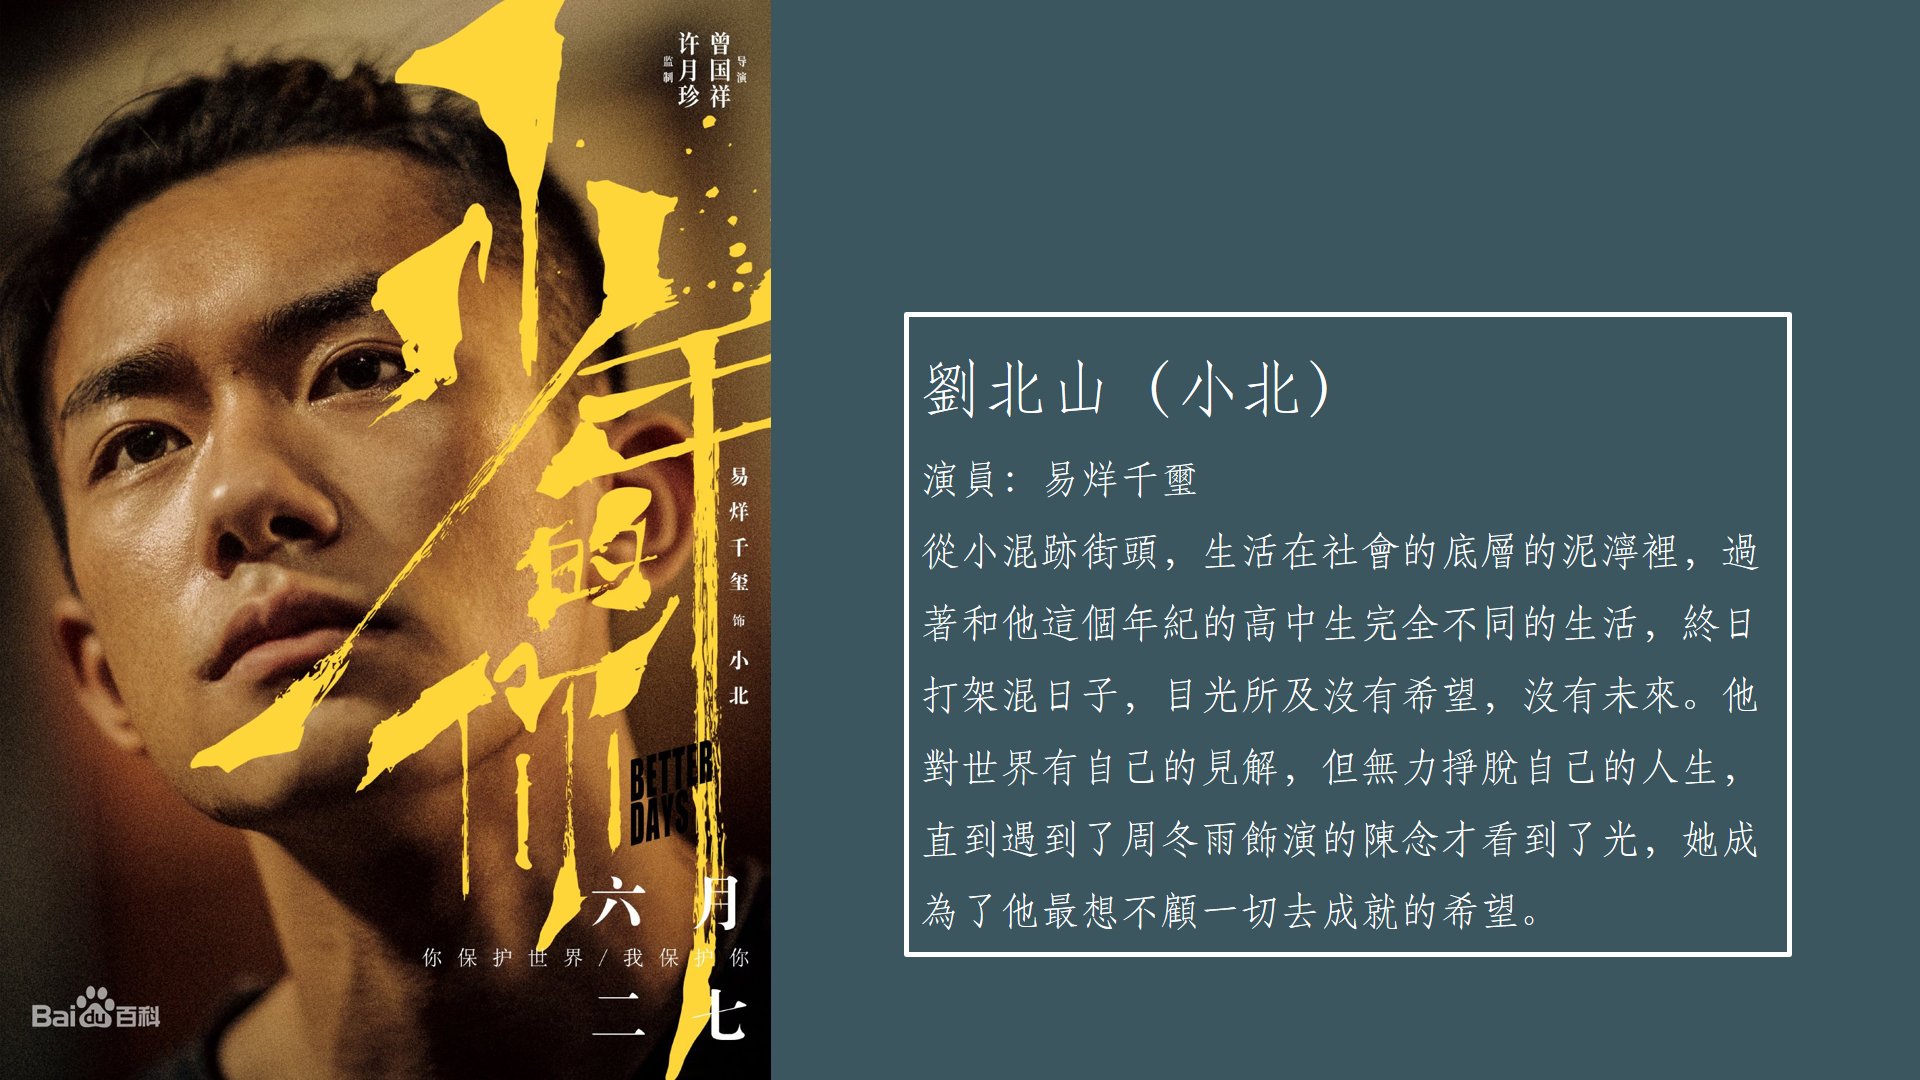 少年的你
导演
曾国祥
监制
许月珍
易烊千玺 饰 小北
BETTER
DAYS
六月
你保护世界/我保护你
二七
Bai du 百科
劉北山（小北）
演員：易烊千璽
從小混跡街頭，生活在社會的底層的泥濘裡，過
著和他這個年紀的高中生完全不同的生活，終日
打架混日子，目光所及沒有希望，沒有未來。他
對世界有自己的見解，但無力掙脫自己的人生，
直到遇到了周冬雨飾演的陳念才看到了光，她成
為了他最想不顧一切去成就的希望。